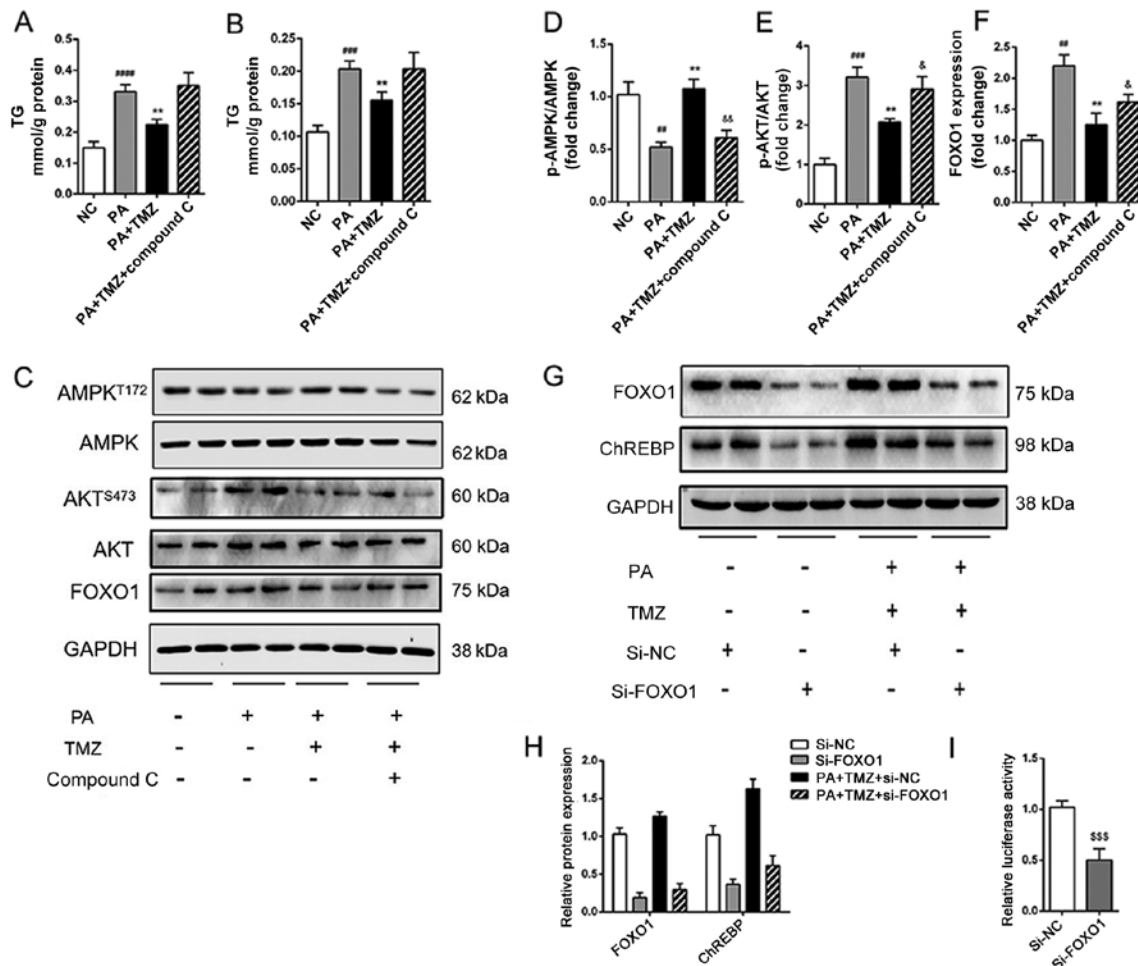 A
TG
mmol/g protein
0.5
0.4
0.3
0.2
0.1
0.0
####
**
NC
PA
PA+TMZ
PA+TMZ+compound C
B
TG
mmol/g protein
0.25
0.20
0.15
0.10
0.05
0.00
###
**
NC
PA
PA+TMZ
PA+TMZ+compound C
D
p-AMPK/AMPK
(fold change)
1.5
1.0
0.5
0.0
##
**
&&
NC
PA
PA+TMZ
PA+TMZ+compound C
E
p-AKT/AKT
(fold change)
4
3
2
1
0
###
**
&
NC
PA
PA+TMZ
PA+TMZ+compound C
F
FOXO1 expression
(fold change)
2.5
2.0
1.5
1.0
0.5
0.0
##
**
&
NC
PA
PA+TMZ
PA+TMZ+compound C
C
AMPKT172 62 kDa
AMPK 62 kDa
AKTS473 60 kDa
AKT 60 kDa
FOXO1 75 kDa
GAPDH 38 kDa
PA - + + +
TMZ - - + +
Compound C - - - +
G
FOXO1 75 kDa
ChREBP 98 kDa
GAPDH 38 kDa
PA - - + +
TMZ - - + +
Si-NC + - + -
Si-FOXO1 - + - +
H
Si-NC
Si-FOXO1
PA+TMZ+si-NC
PA+TMZ+si-FOXO1
Relative protein expression
2.0
1.5
1.0
0.5
0.0
FOXO1
ChREBP
I
Relative luciferase activity
1.5
1.0
0.5
0.0
$$$
Si-NC
Si-FOXO1